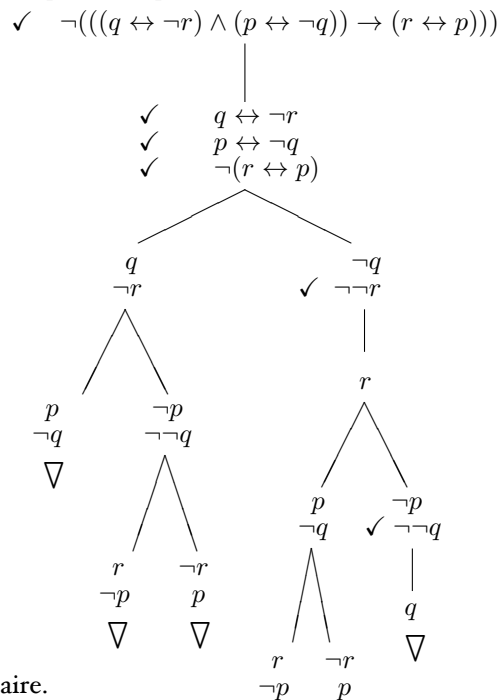 ✓ ¬(((q ↔ ¬r) ∧ (p ↔ ¬q)) → (r ↔ p)))
✓ q ↔ ¬r
✓ p ↔ ¬q
✓ ¬(r ↔ p)
q ¬q
¬r ✓ ¬¬r
r
p ¬p
¬q ¬¬q
p ¬p
¬q ✓ ¬¬q
r ¬r
¬p p
q
r ¬r
aire. ¬p p